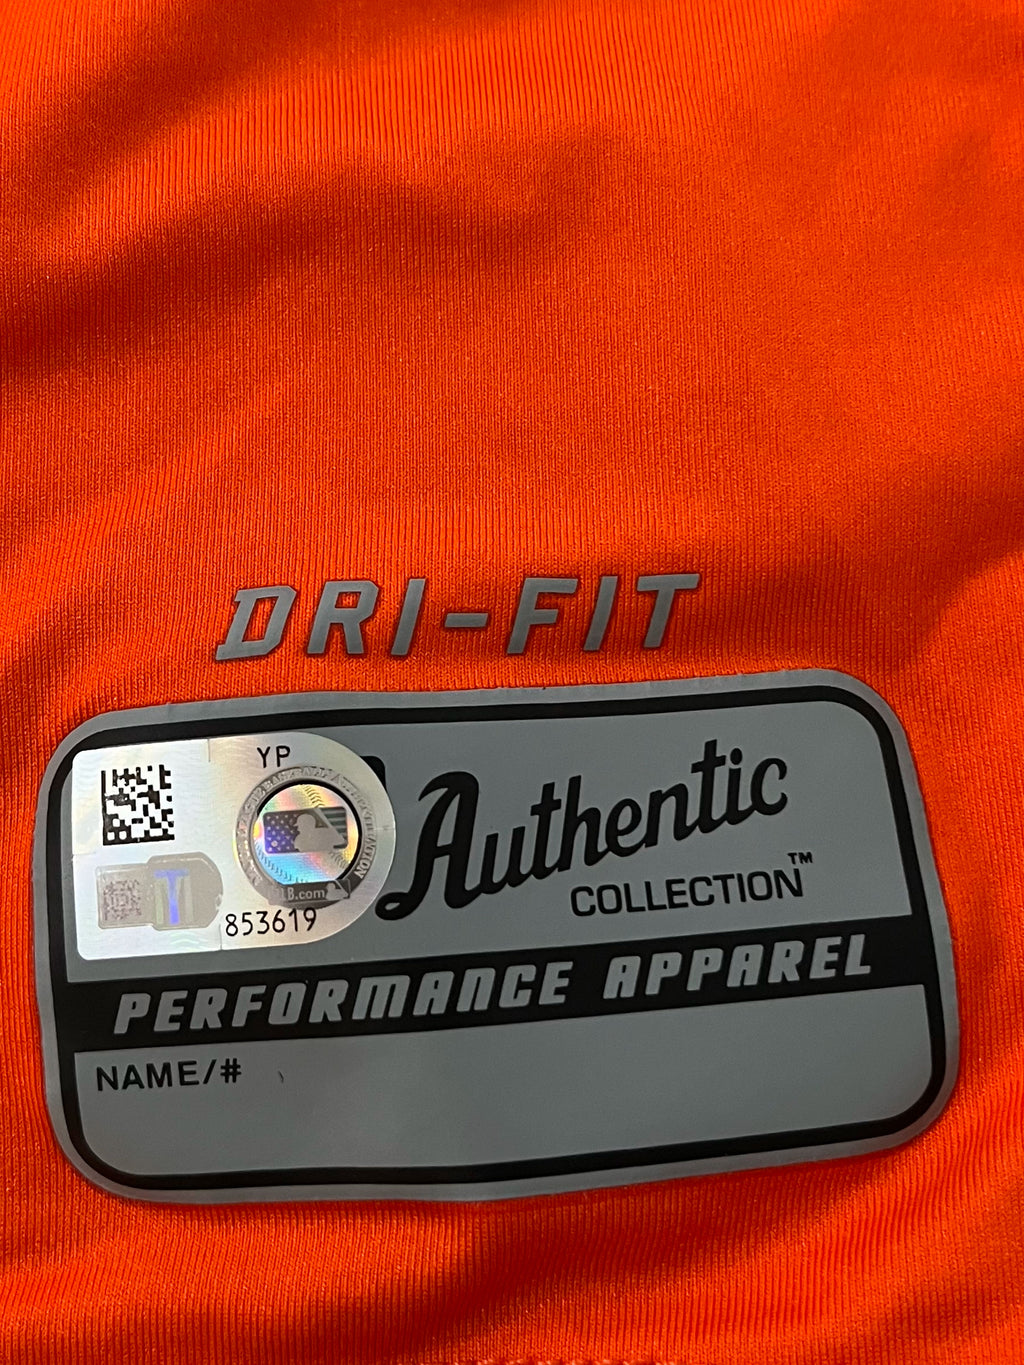 DRI-FIT
YP
853619
Authentic
COLLECTION™
PERFORMANCE APPAREL
NAME/#